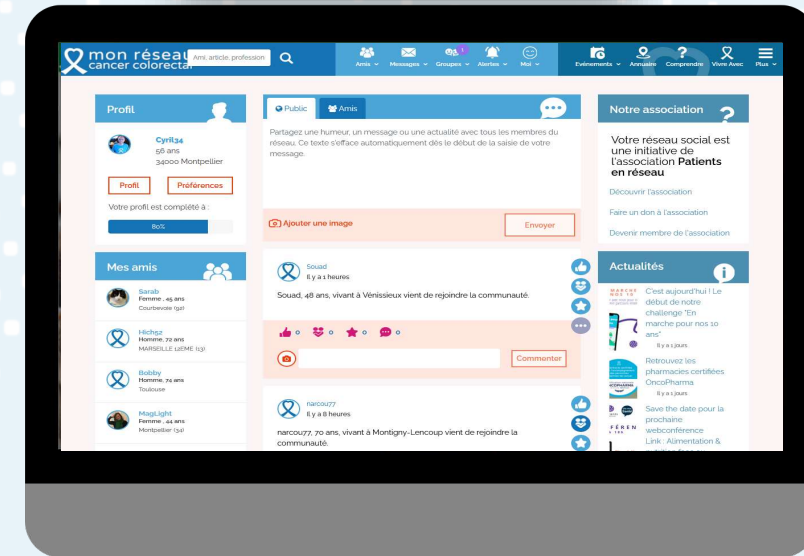 mon réseau
cancer colorectal
Ami, article, profession
Amis
Messages
Groupes
1
Alertes
Moi
Evénements
Annuaire
Comprendre
Vivre Avec
Plus
Profil
Cyril34
56 ans
34000 Montpellier
Profil
Préférences
Votre profil est complété à :
80%
Mes amis
Sarab
Femme , 45 ans
Courbevoie (92)
Hich52
Homme, 72 ans
MARSEILLE 12EME (13)
Bobby
Homme, 74 ans
Toulouse
MagLight
Femme , 44 ans
Montpellier (34)
Public
Amis
Partagez une humeur, un message ou une actualité avec tous les membres du
réseau. Ce texte s'efface automatiquement dès le début de la saisie de votre
message.
Ajouter une image
Envoyer
Souad
Il y a 1 heures
Souad, 48 ans, vivant à Vénissieux vient de rejoindre la communauté.
0 0 0 0
Commenter
narcou77
Il y a 8 heures
narcou77, 70 ans, vivant à Montigny-Lencoup vient de rejoindre la
communauté.
Notre association
Votre réseau social est
une initiative de
l'association Patients
en réseau
Découvrir l'association
Faire un don à l'association
Devenir membre de l'association
Actualités
C'est aujourd'hui ! Le
début de notre
challenge "En
marche pour nos 10
ans"
Il y a 1 jours
Retrouvez les
pharmacies certifiées
OncoPharma
Il y a 1 jours
Save the date pour la
prochaine
webconférence
Link : Alimentation &